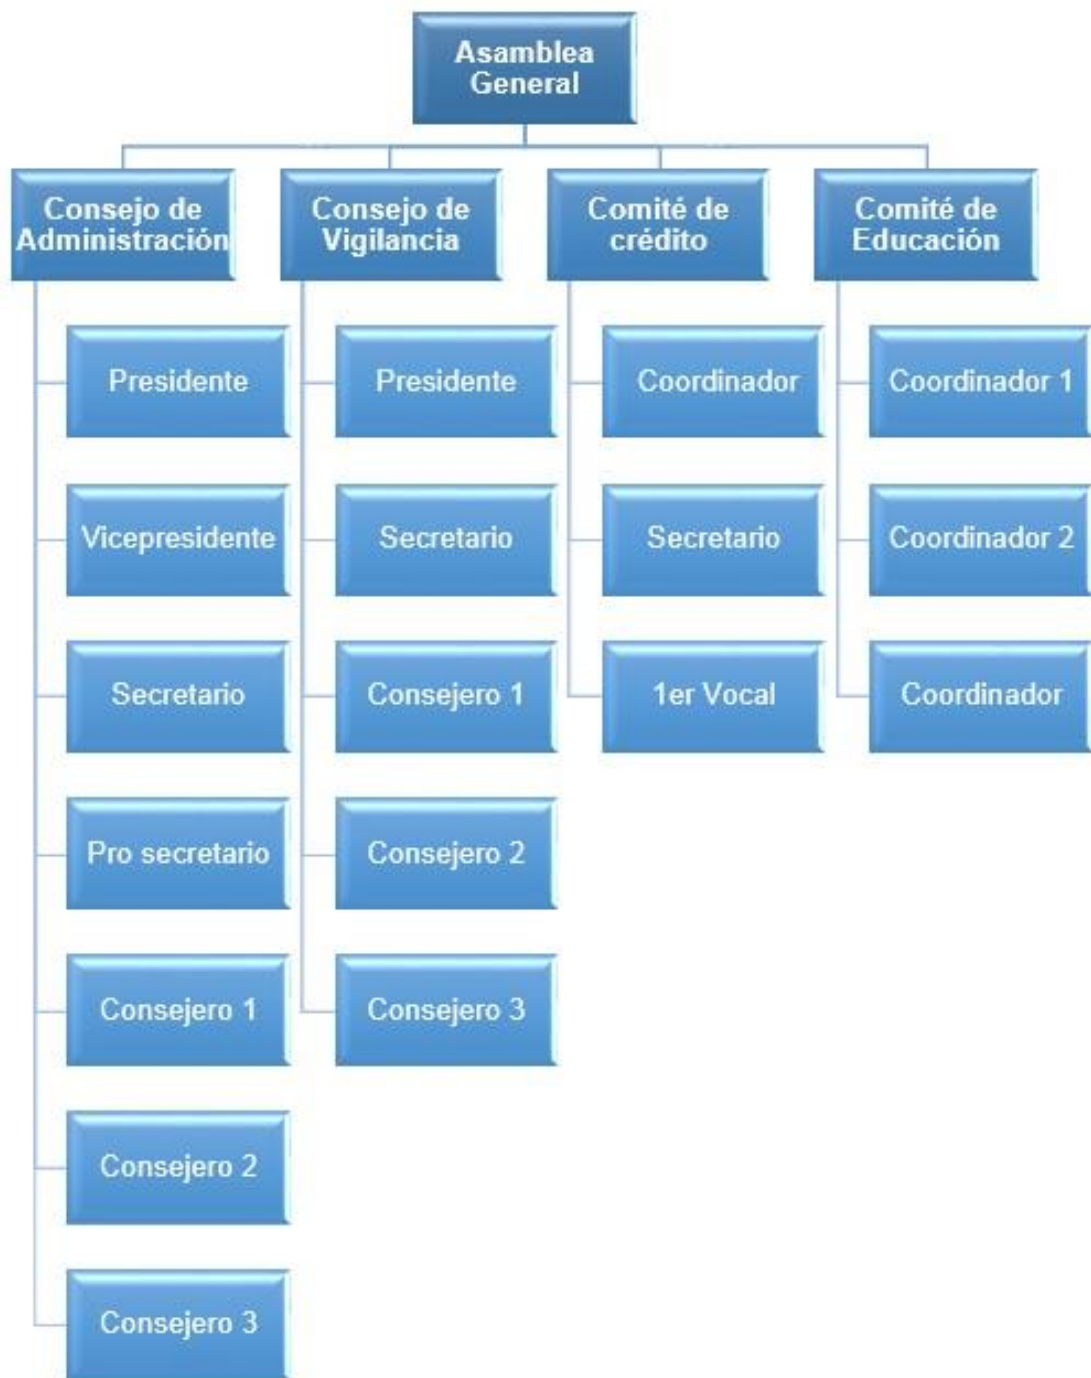 Asamblea
General
Consejo de
Administración
Consejo de
Vigilancia
Comité de
crédito
Comité de
Educación
Presidente
Vicepresidente
Secretario
Pro secretario
Consejero 1
Consejero 2
Consejero 3
Presidente
Secretario
Consejero 1
Consejero 2
Consejero 3
Coordinador
Secretario
1er Vocal
Coordinador 1
Coordinador 2
Coordinador